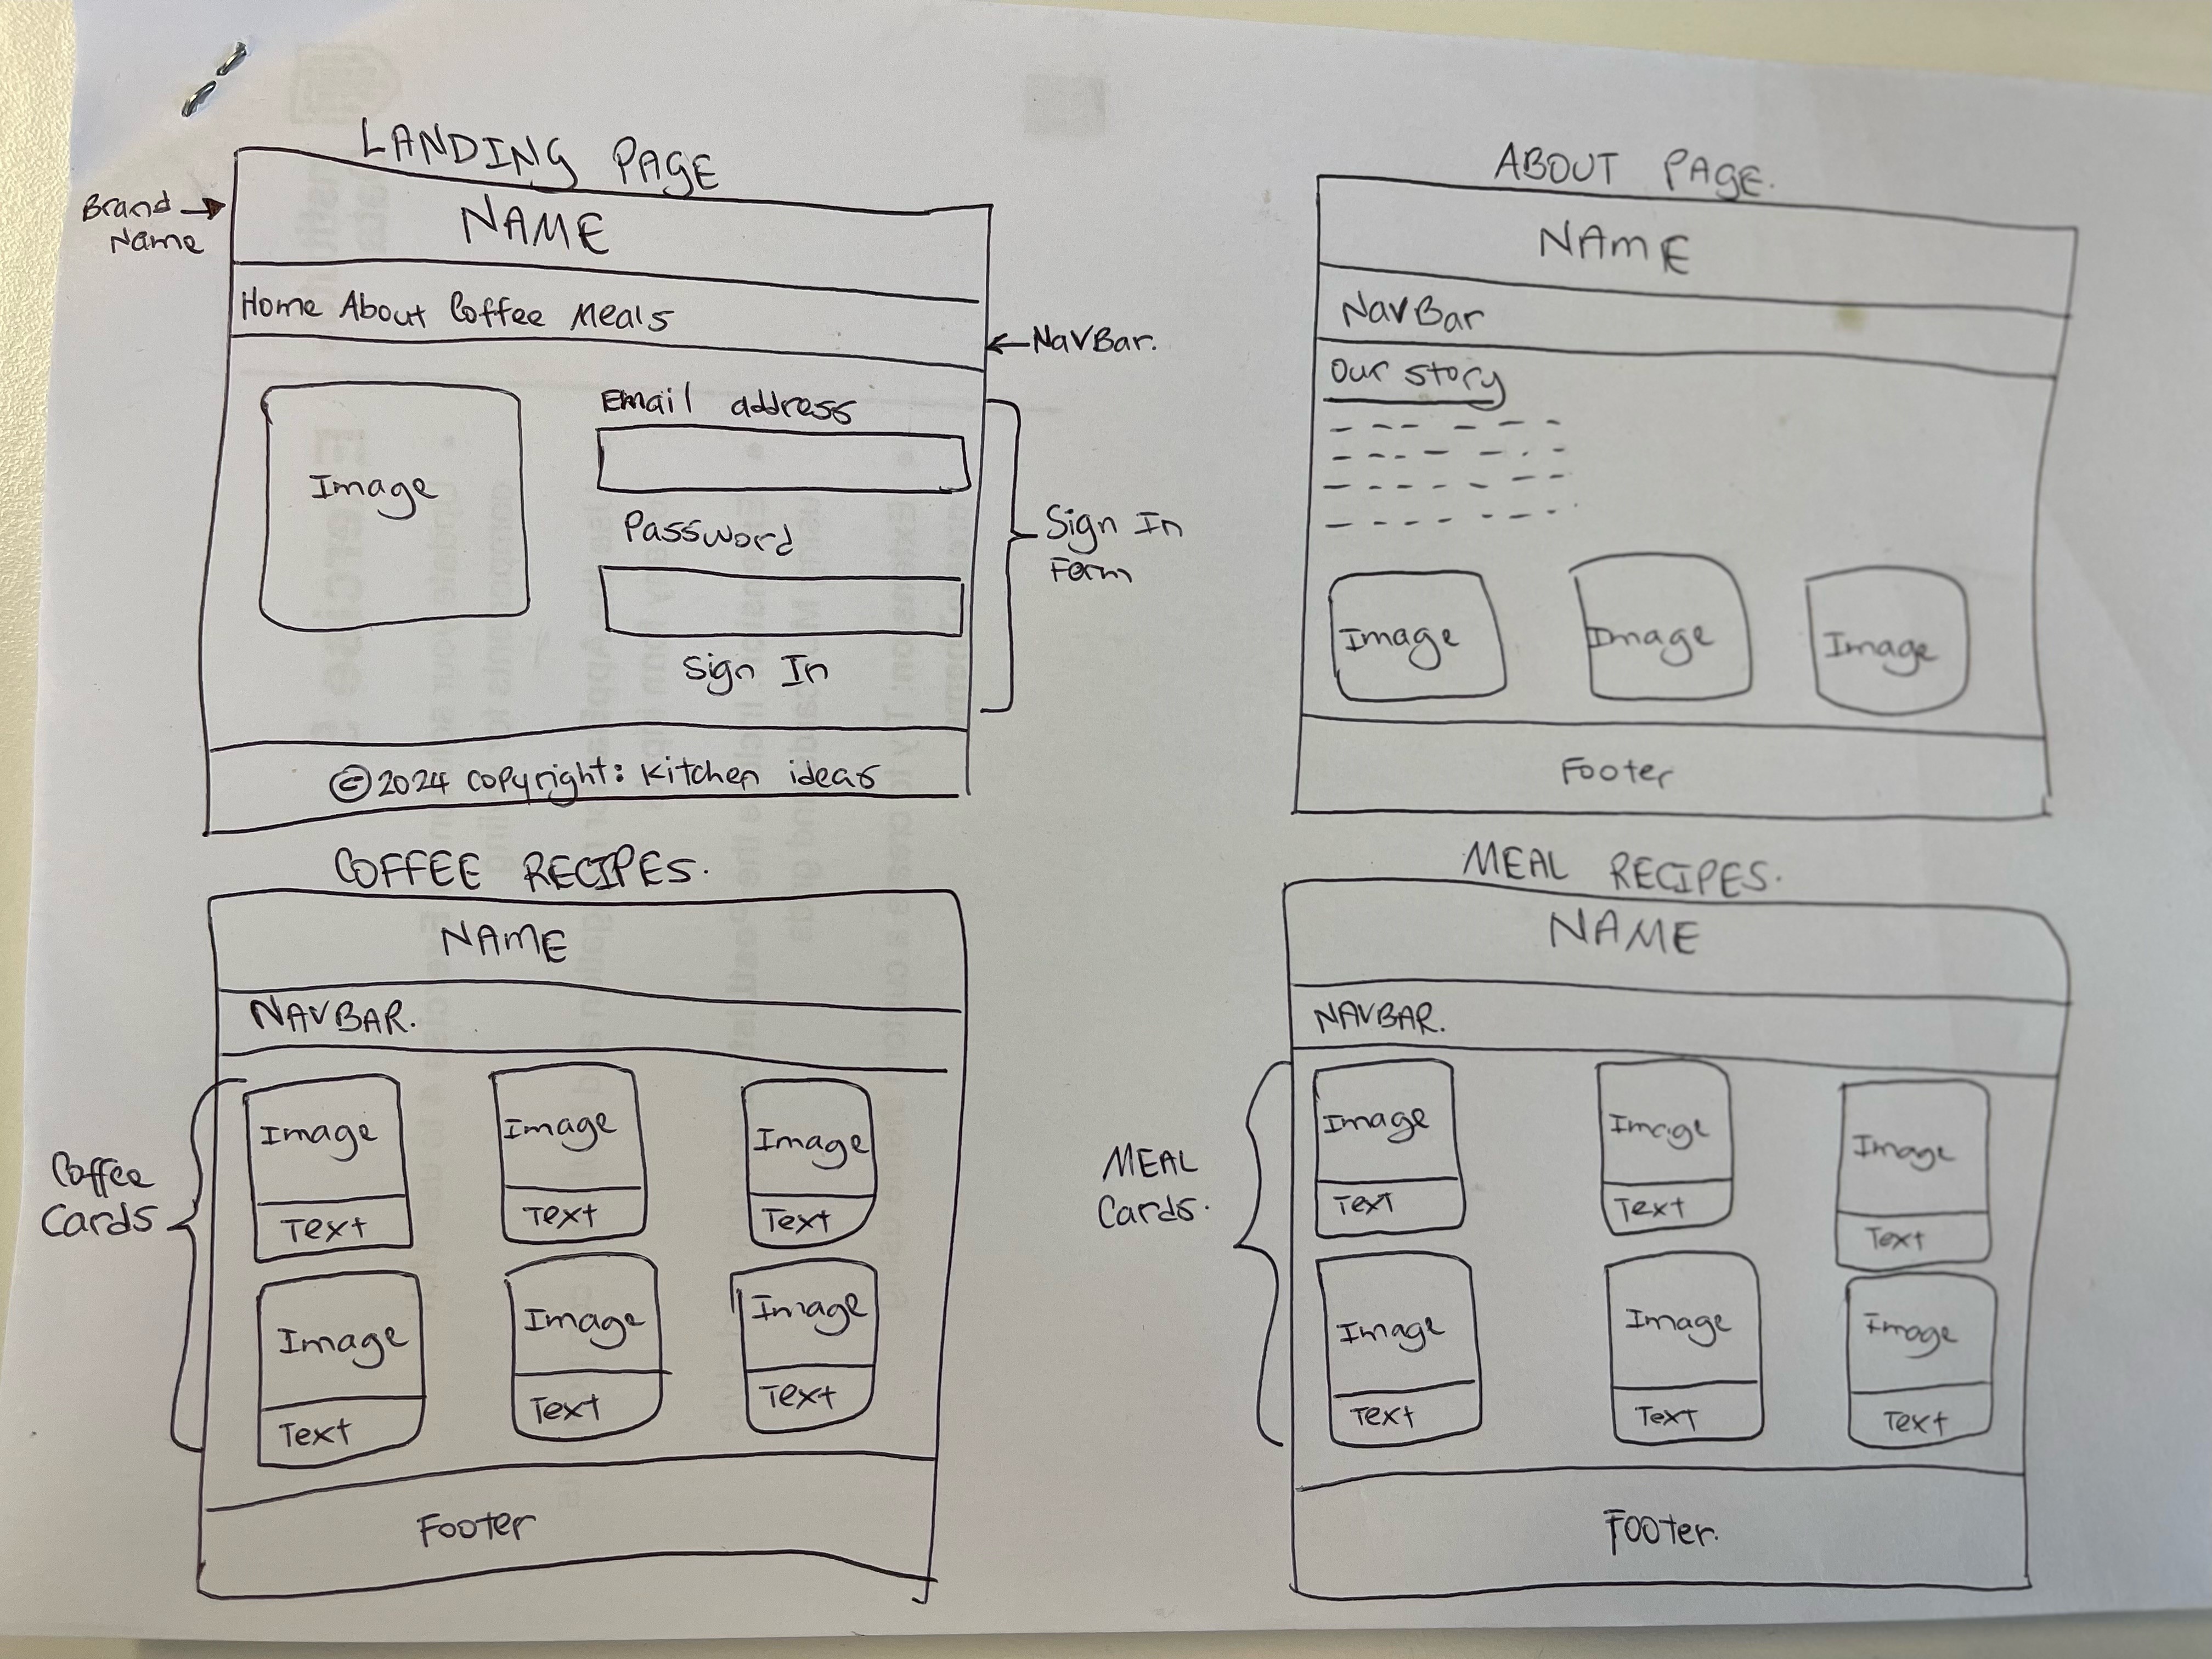 LANDING PAGE
Brand
Name
NAME
Home About Coffee Meals
NavBar.
Image
Email address
Password
Sign In
Sign In
Form
©2024 copyright: Kitchen ideas
ABOUT PAGE.
NAME
NavBar
Our story
Image
Image
Image
Footer
COFFEE RECIPES.
NAME
NAVBAR.
Coffee
Cards
Image
Image
Image
Text
Text
Text
Image
Image
Image
Text
Text
Text
Footer
MEAL RECIPES.
NAME
NAVBAR.
MEAL
Cards.
Image
Image
Image
Text
Text
Text
Image
Image
Image
Text
Text
Text
Footer.